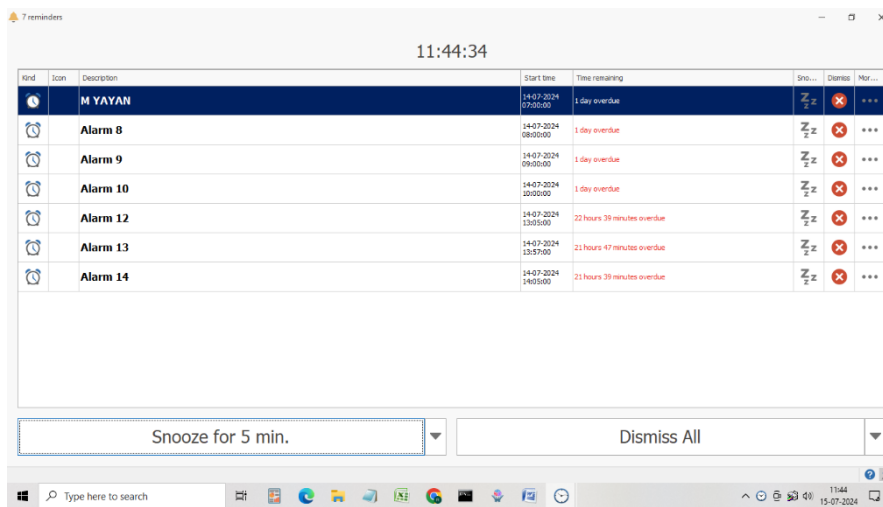 7 reminders
11:44:34
Kind Icon Description Start time Time remaining Sno... Dismiss Mor...
M YAYAN 14-07-2024 07:00:00 1 day overdue
Alarm 8 14-07-2024 08:00:00 1 day overdue
Alarm 9 14-07-2024 09:00:00 1 day overdue
Alarm 10 14-07-2024 10:00:00 1 day overdue
Alarm 12 14-07-2024 13:05:00 22 hours 39 minutes overdue
Alarm 13 14-07-2024 13:57:00 21 hours 47 minutes overdue
Alarm 14 14-07-2024 14:05:00 21 hours 39 minutes overdue
Snooze for 5 min. Dismiss All
Type here to search
11:44
15-07-2024